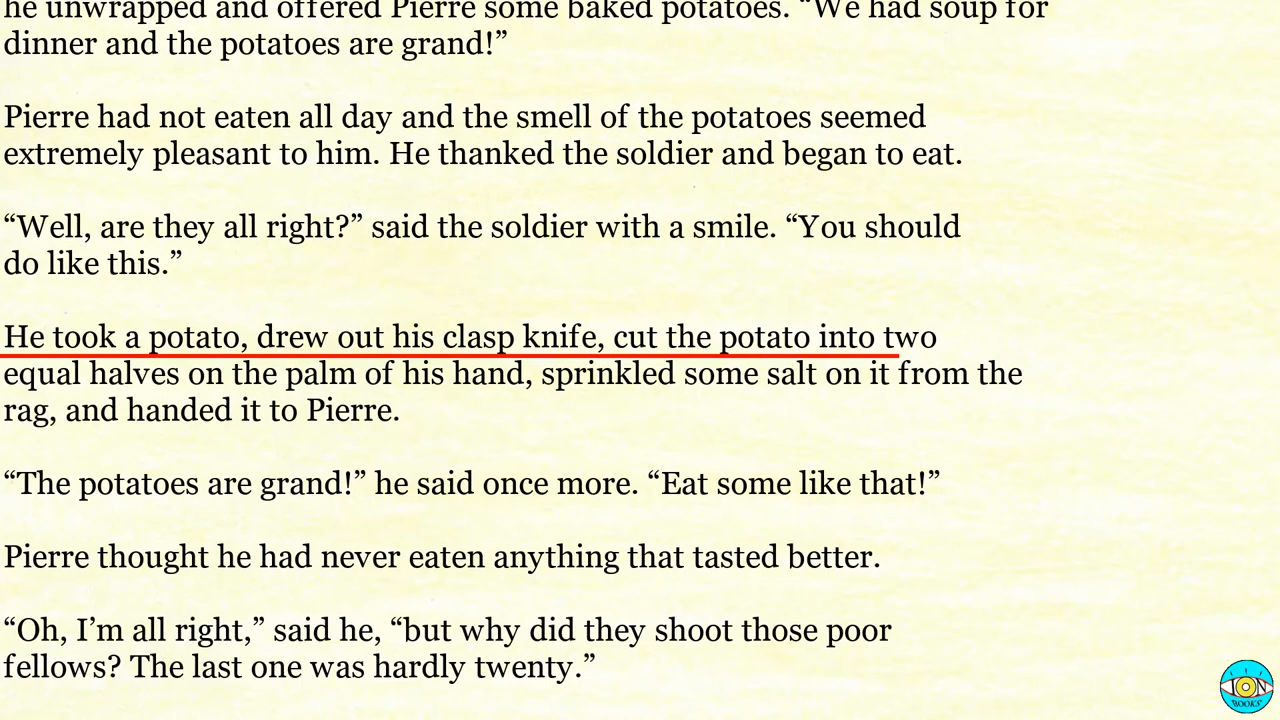 he unwrapped and offered Pierre some baked potatoes. “We had soup for
dinner and the potatoes are grand!”
Pierre had not eaten all day and the smell of the potatoes seemed
extremely pleasant to him. He thanked the soldier and began to eat.
“Well, are they all right?” said the soldier with a smile. “You should
do like this.”
He took a potato, drew out his clasp knife, cut the potato into two
equal halves on the palm of his hand, sprinkled some salt on it from the
rag, and handed it to Pierre.
“The potatoes are grand!” he said once more. “Eat some like that!”
Pierre thought he had never eaten anything that tasted better.
“Oh, I’m all right,” said he, “but why did they shoot those poor
fellows? The last one was hardly twenty.”
ION
BOOKS